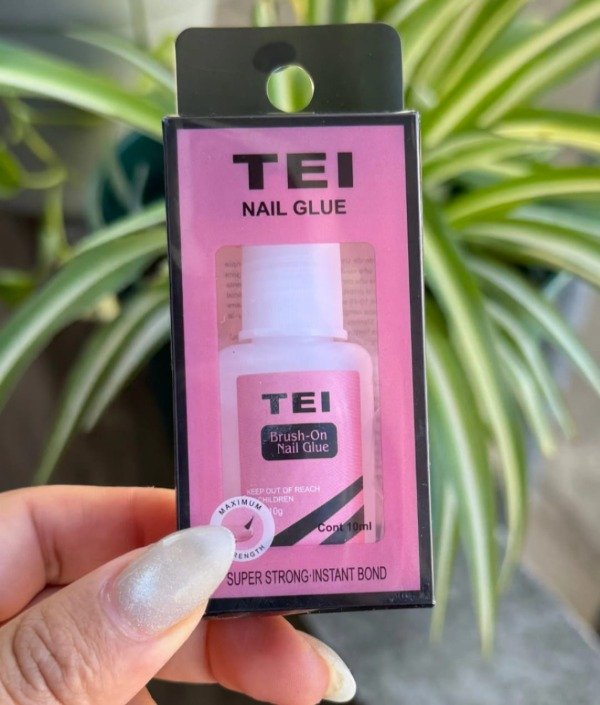 TEI
NAIL GLUE
TEI
Brush-On
Nail Glue
KEEP OUT OF REACH
CHILDREN
10g
Cont 10ml
MAXIMUM
SUPER STRONG·INSTANT BOND